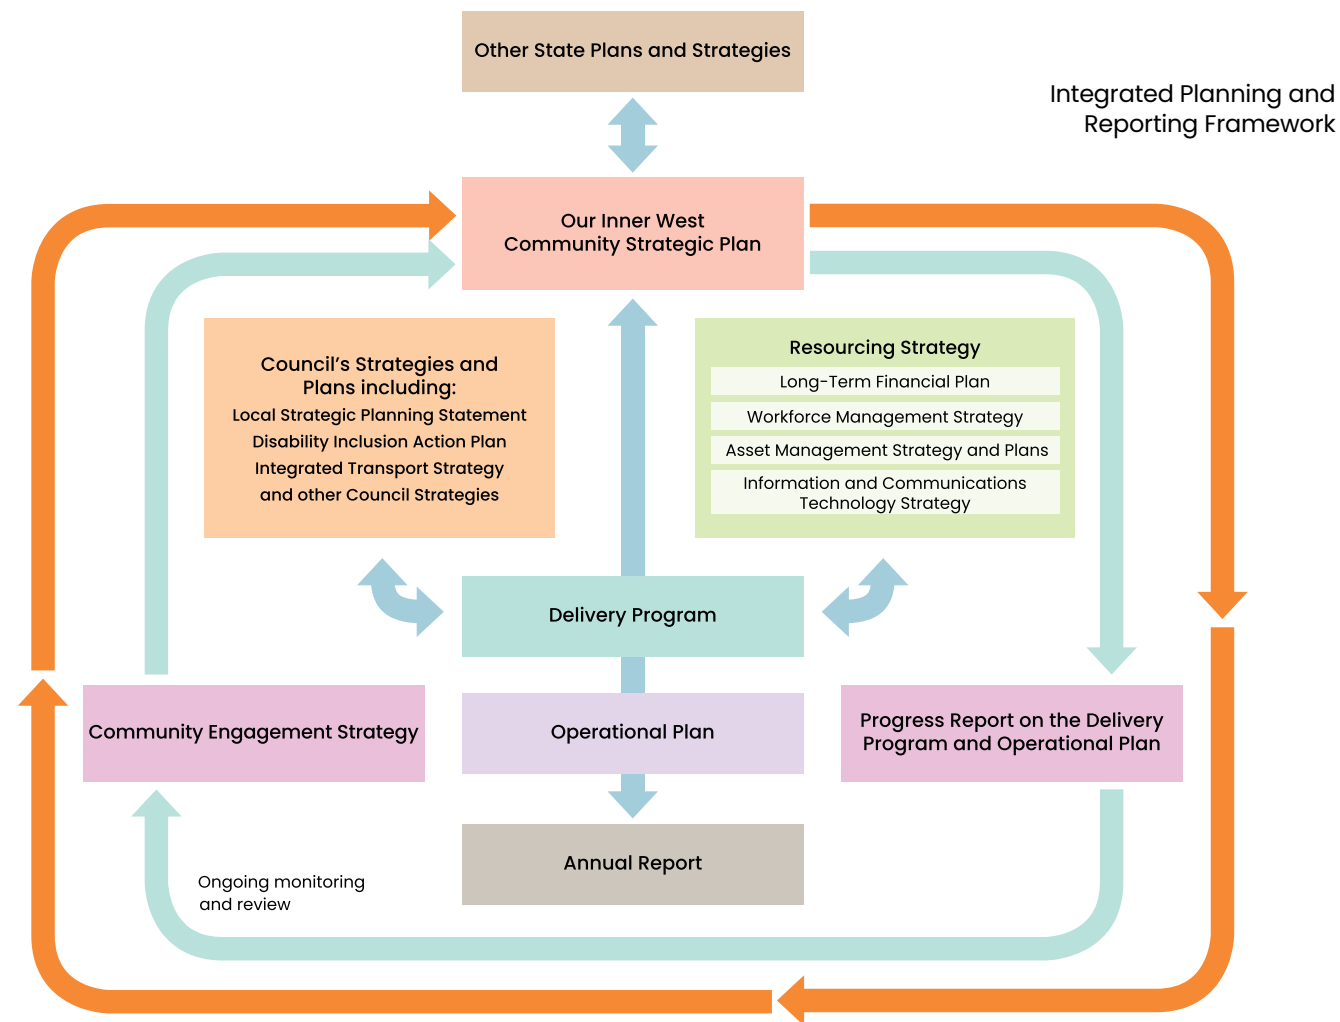 Other State Plans and Strategies
Integrated Planning and
Reporting Framework
Our Inner West
Community Strategic Plan
Council’s Strategies and
Plans including:
Local Strategic Planning Statement
Disability Inclusion Action Plan
Integrated Transport Strategy
and other Council Strategies
Resourcing Strategy
Long-Term Financial Plan
Workforce Management Strategy
Asset Management Strategy and Plans
Information and Communications
Technology Strategy
Delivery Program
Community Engagement Strategy
Operational Plan
Progress Report on the Delivery
Program and Operational Plan
Annual Report
Ongoing monitoring
and review